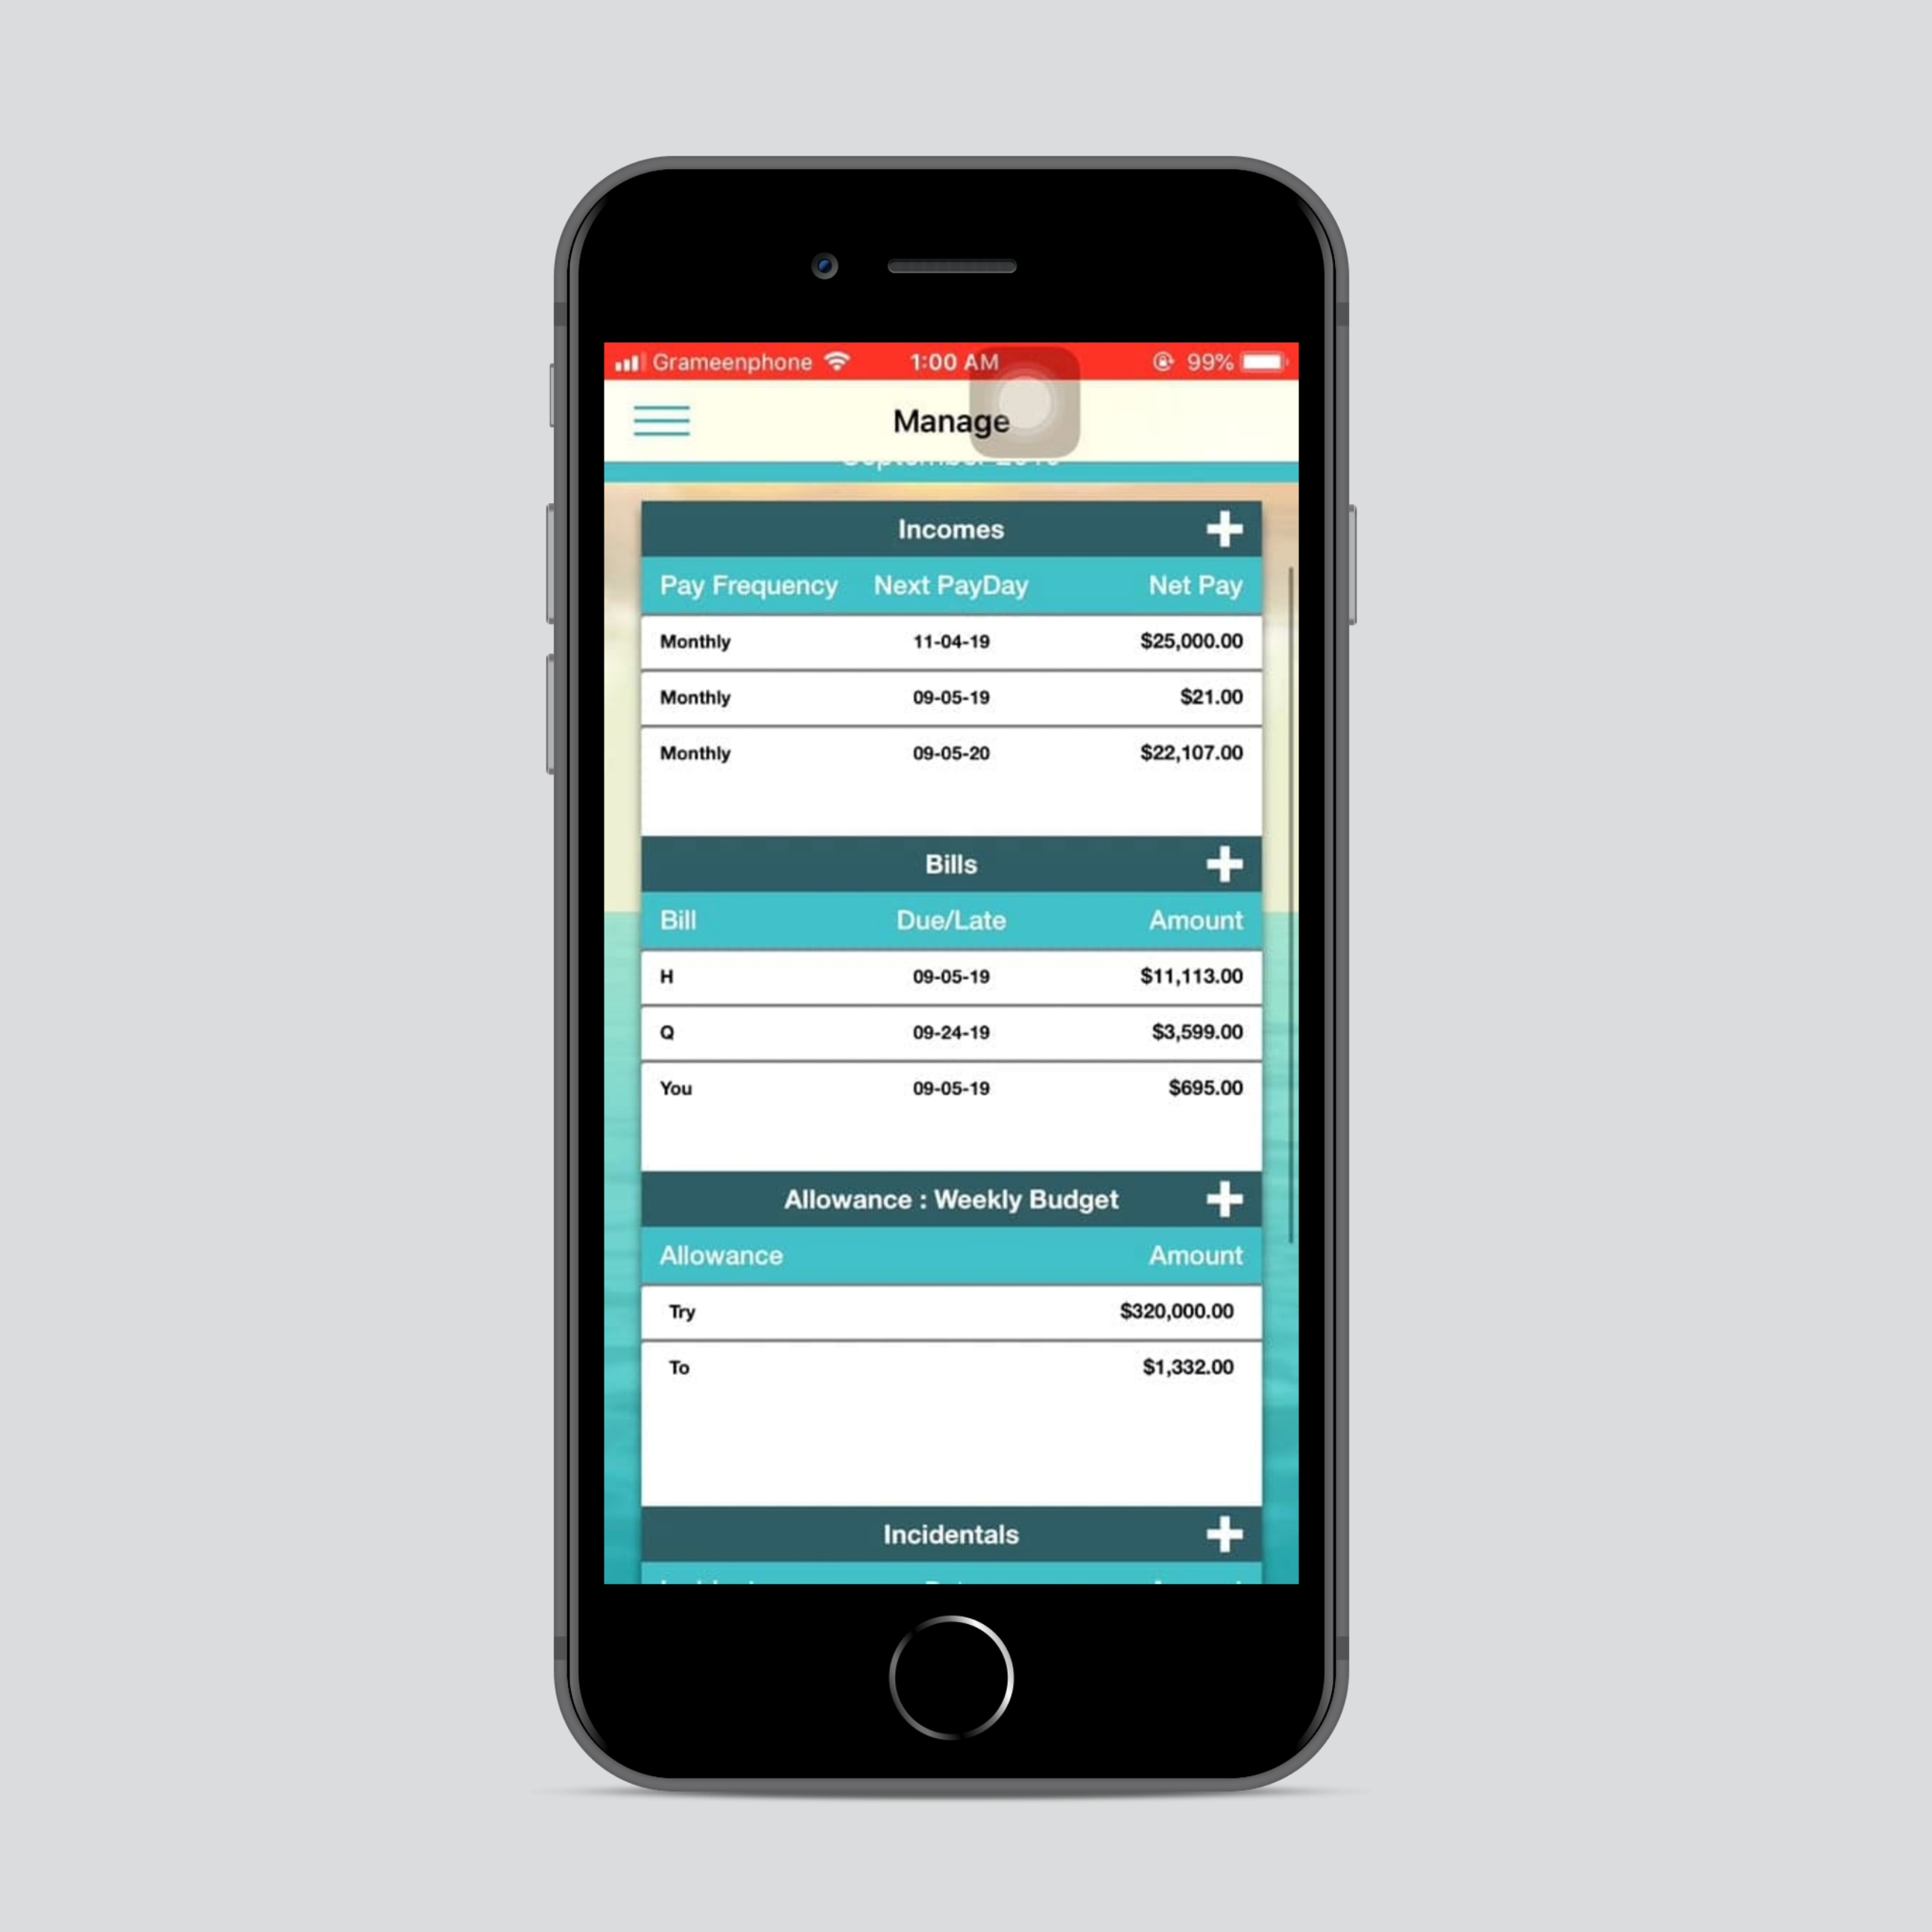 Grameenphone 1:00 AM 99%
Manage
September 2019
Incomes
Pay Frequency Next PayDay Net Pay
Monthly 11-04-19 $25,000.00
Monthly 09-05-19 $21.00
Monthly 09-05-20 $22,107.00
Bills
Bill Due/Late Amount
H 09-05-19 $11,113.00
Q 09-24-19 $3,599.00
You 09-05-19 $695.00
Allowance : Weekly Budget
Allowance Amount
Try $320,000.00
To $1,332.00
Incidentals